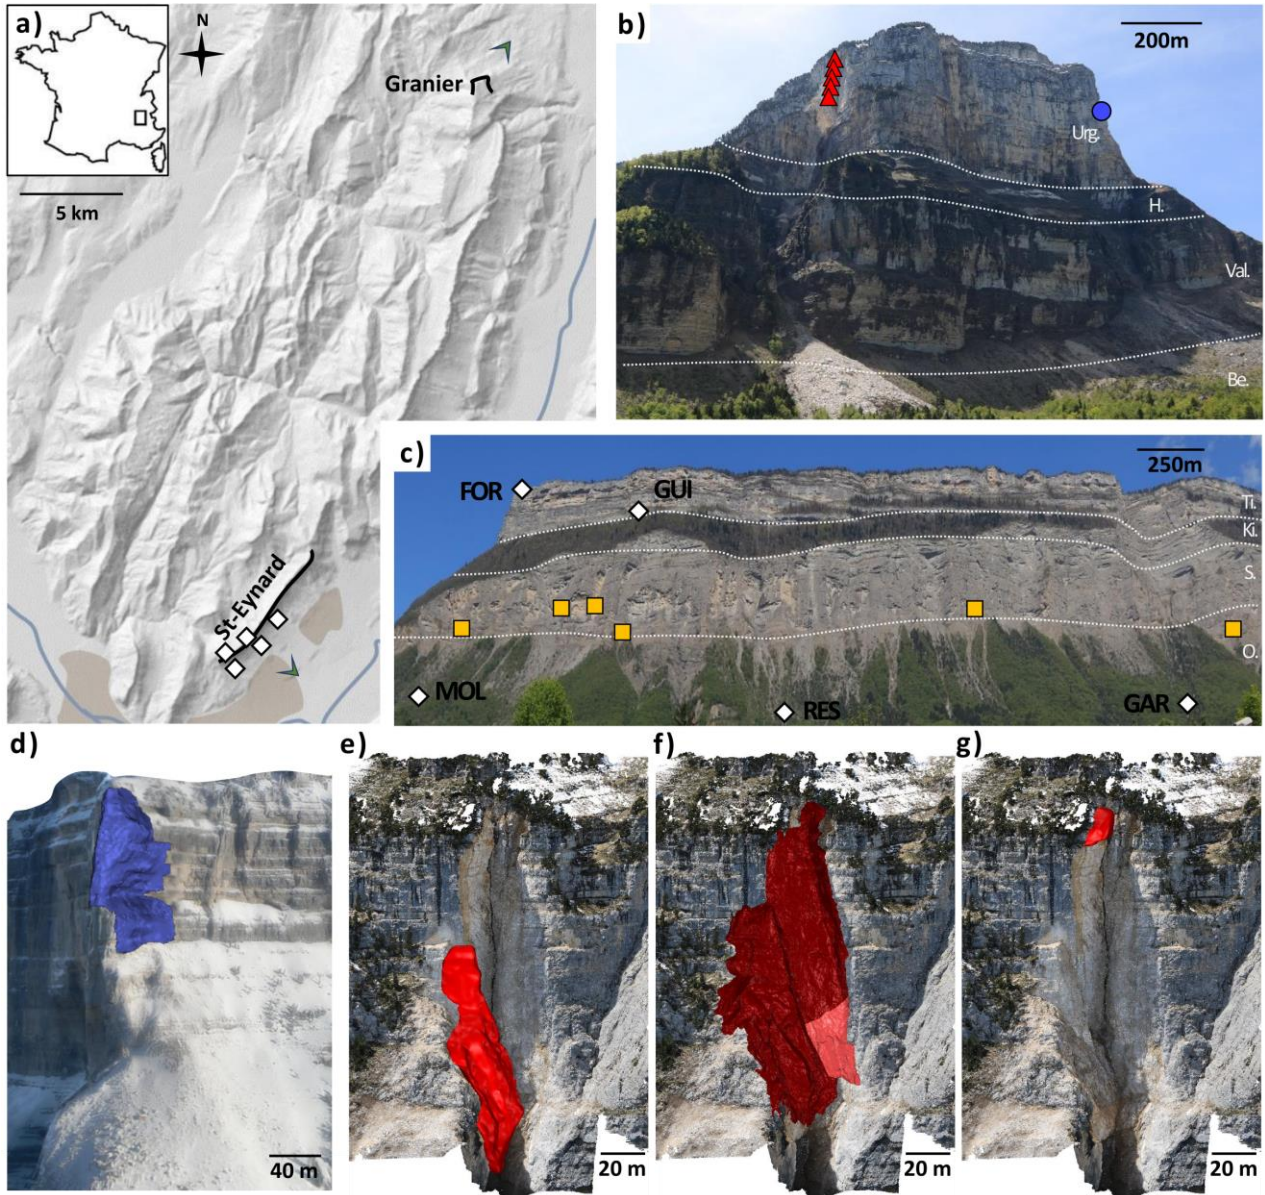 a)
N
Granier
5 km
St-Eynard
b)
200m
Urg.
H.
Val.
Be.
c)
250m
FOR
GUI
Ti.
Ki.
S.
O.
MOL
RES
GAR
d)
40 m
e)
20 m
f)
20 m
g)
20 m